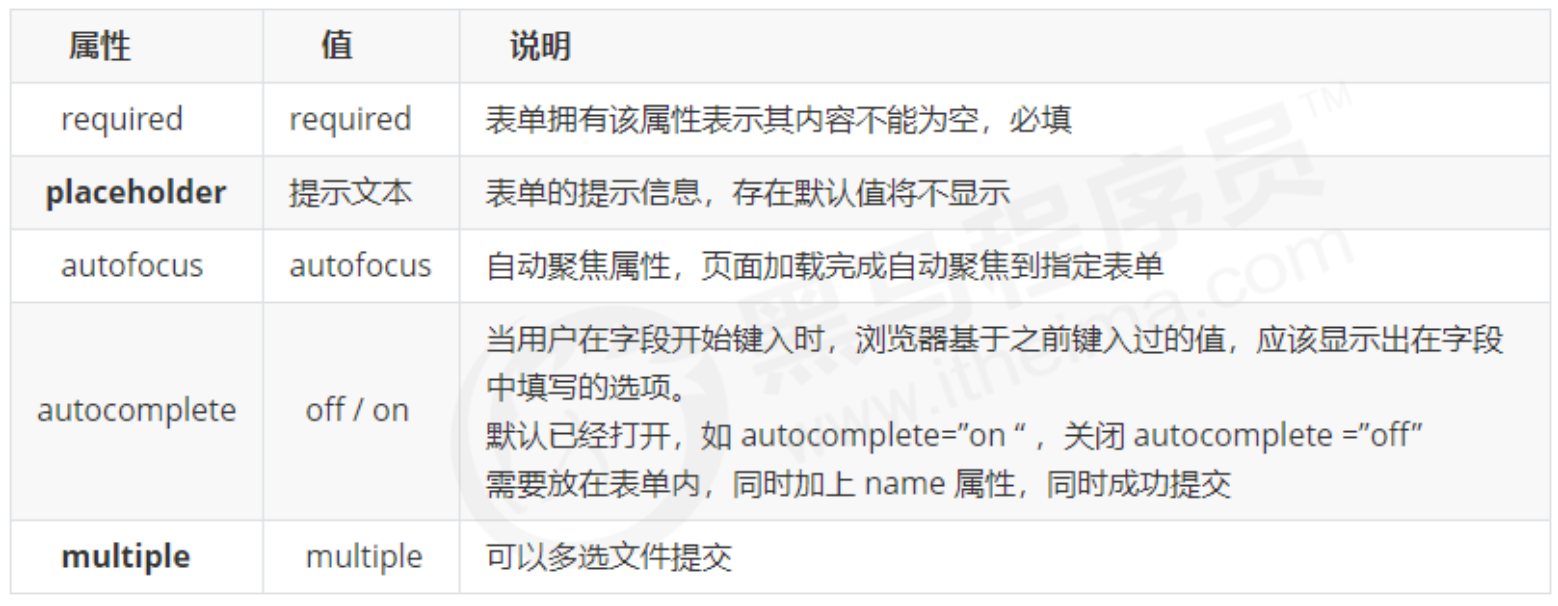 属性 值 说明
required required 表单拥有该属性表示其内容不能为空，必填
placeholder 提示文本 表单的提示信息，存在默认值将不显示
autofocus autofocus 自动聚焦属性，页面加载完成自动聚焦到指定表单
autocomplete off / on 当用户在字段开始键入时，浏览器基于之前键入过的值，应该显示出在字段
中填写的选项。
默认已经打开，如 autocomplete=”on “ ，关闭 autocomplete =”off”
需要放在表单内，同时加上 name 属性，同时成功提交
multiple multiple 可以多选文件提交
黑马程序员™
www.itheima.com